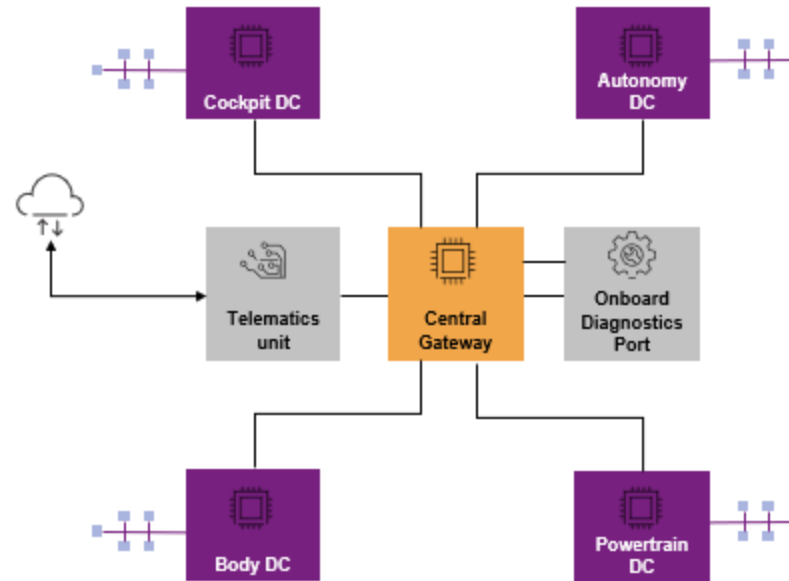 Cockpit DC
Autonomy
DC
Telematics
unit
Central
Gateway
Onboard
Diagnostics
Port
Body DC
Powertrain
DC